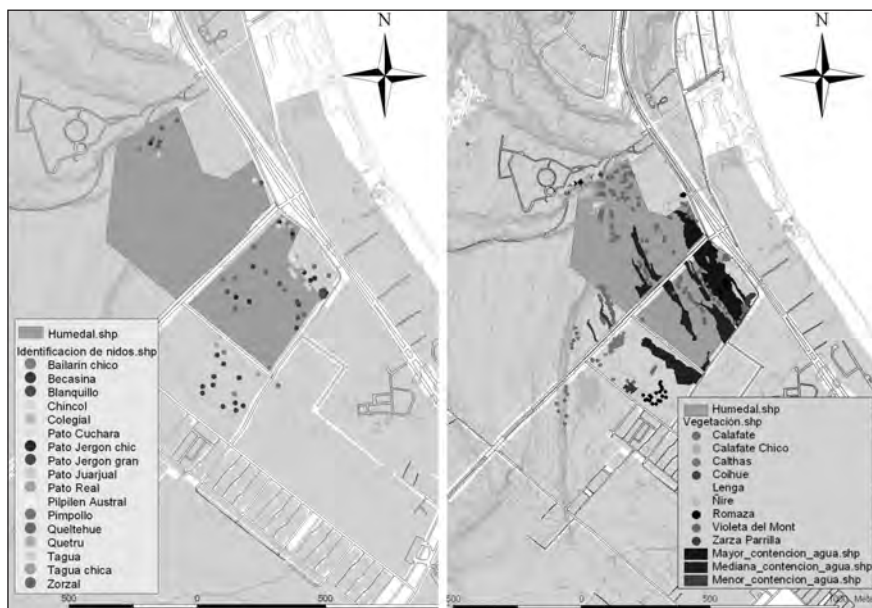 N
Humedal.shp
Identificacion de nidos.shp
Bailarin chico
Becasina
Blanquillo
Chincol
Colegial
Pato Cuchara
Pato Jergon chic
Pato Jergon gran
Pato Juarjual
Pato Real
Pilpilen Austral
Pimpollo
Queltehue
Quetru
Tagua
Tagua chica
Zorzal
500 0 500
N
Humedal.shp
Vegetación.shp
Calafate
Calafate Chico
Calthas
Coihue
Lenga
Ñire
Romaza
Violeta del Mont
Zarza Parrilla
Mayor_contencion_agua.shp
Mediana_contencion_agua.shp
Menor_contencion_agua.shp
500 0 500